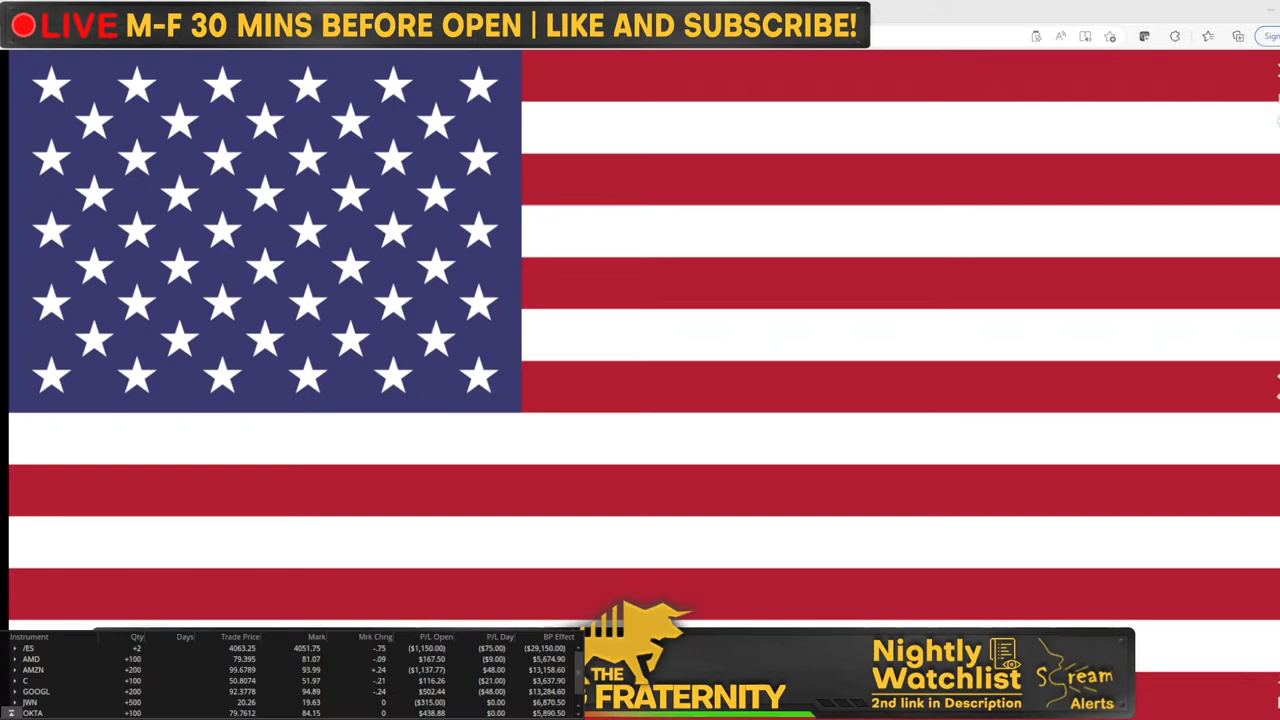 LIVE M-F 30 MINS BEFORE OPEN | LIKE AND SUBSCRIBE!
Sign
Instrument Qty Days Trade Price Mark Mrk Chng P/L Open P/L Day BP Effect
/ES +2 4063.25 4051.75 -.75 ($1,150.00) ($75.00) ($29,150.00)
AMD +100 79.395 81.07 -.09 $167.50 ($9.00) $5,674.90
AMZN +200 99.6789 93.99 +.24 ($1,137.77) $48.00 $13,158.60
C +100 50.8074 51.97 -.21 $116.26 ($21.00) $3,637.90
GOOGL +200 92.3778 94.89 -.24 $502.44 ($48.00) $13,284.60
JWN +500 20.26 19.63 0 ($315.00) $0.00 $6,870.50
OKTA +100 79.7612 84.15 0 $438.88 $0.00 $5,890.50
THE
FRATERNITY
Nightly
Watchlist
2nd link in Description
Scream
Alerts